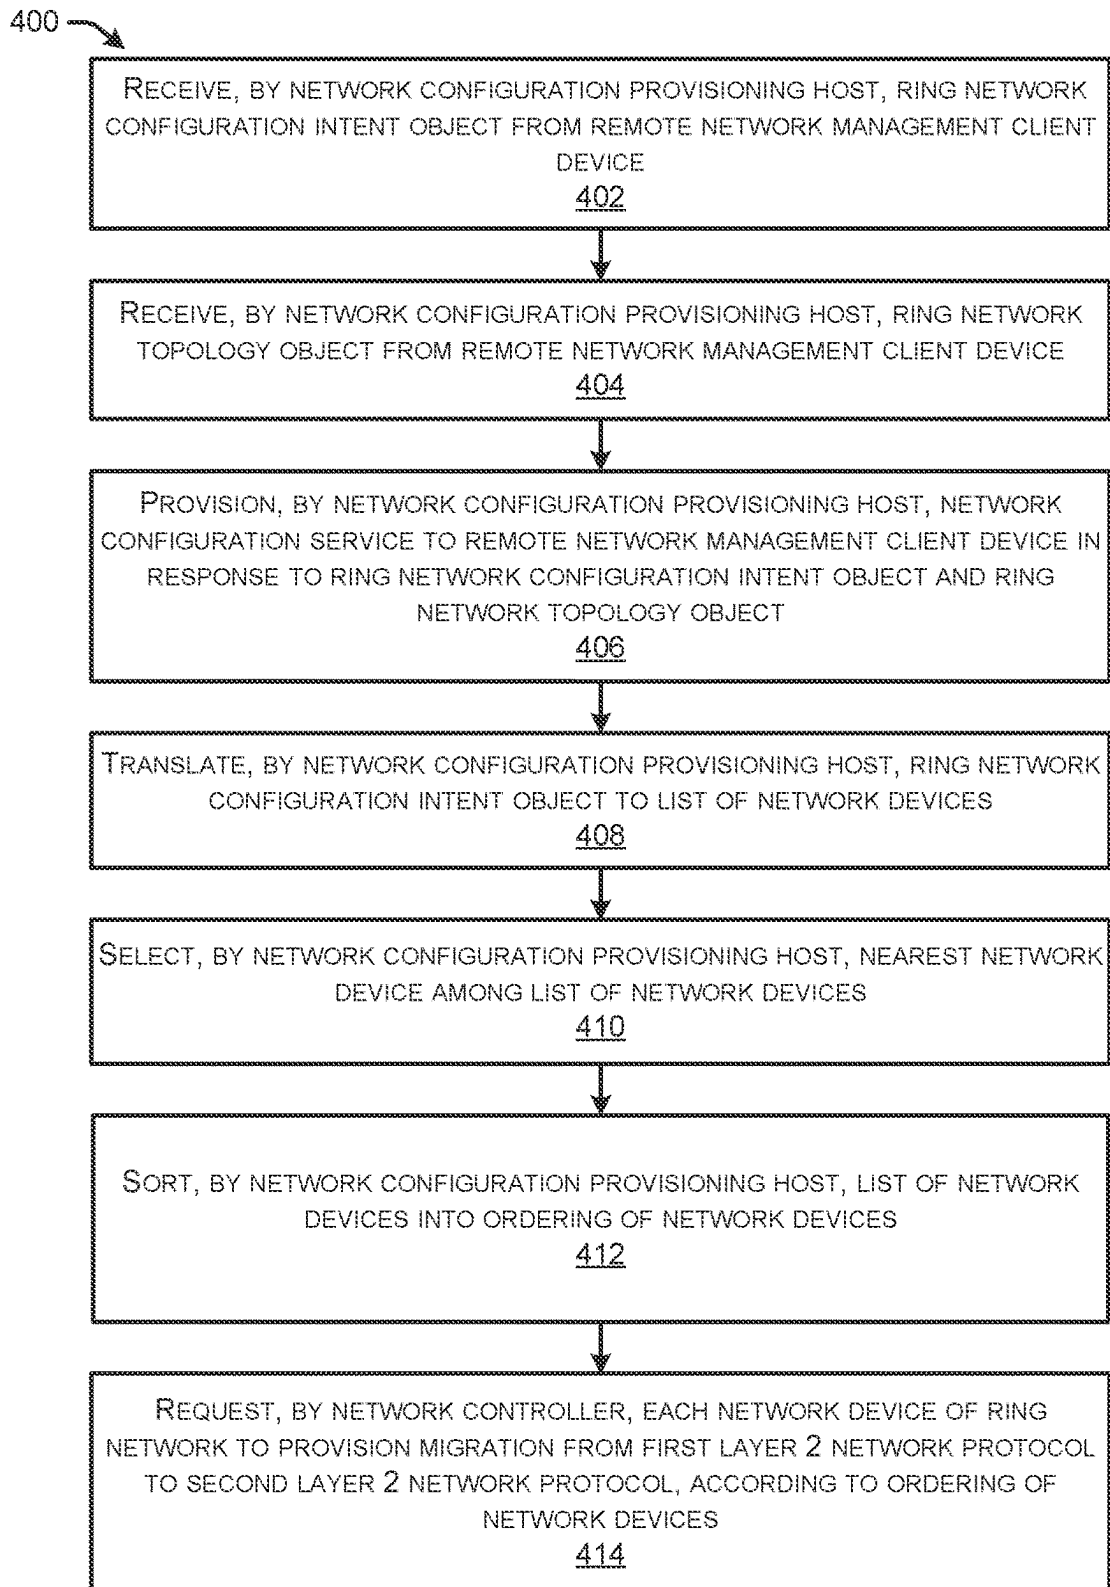 400
RECEIVE, BY NETWORK CONFIGURATION PROVISIONING HOST, RING NETWORK
CONFIGURATION INTENT OBJECT FROM REMOTE NETWORK MANAGEMENT CLIENT
DEVICE
402
RECEIVE, BY NETWORK CONFIGURATION PROVISIONING HOST, RING NETWORK
TOPOLOGY OBJECT FROM REMOTE NETWORK MANAGEMENT CLIENT DEVICE
404
PROVISION, BY NETWORK CONFIGURATION PROVISIONING HOST, NETWORK
CONFIGURATION SERVICE TO REMOTE NETWORK MANAGEMENT CLIENT DEVICE IN
RESPONSE TO RING NETWORK CONFIGURATION INTENT OBJECT AND RING
NETWORK TOPOLOGY OBJECT
406
TRANSLATE, BY NETWORK CONFIGURATION PROVISIONING HOST, RING NETWORK
CONFIGURATION INTENT OBJECT TO LIST OF NETWORK DEVICES
408
SELECT, BY NETWORK CONFIGURATION PROVISIONING HOST, NEAREST NETWORK
DEVICE AMONG LIST OF NETWORK DEVICES
410
SORT, BY NETWORK CONFIGURATION PROVISIONING HOST, LIST OF NETWORK
DEVICES INTO ORDERING OF NETWORK DEVICES
412
REQUEST, BY NETWORK CONTROLLER, EACH NETWORK DEVICE OF RING
NETWORK TO PROVISION MIGRATION FROM FIRST LAYER 2 NETWORK PROTOCOL
TO SECOND LAYER 2 NETWORK PROTOCOL, ACCORDING TO ORDERING OF
NETWORK DEVICES
414